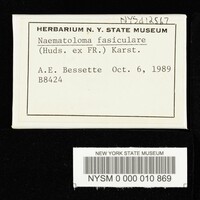 NYSd12567
HERBARIUM N. Y. STATE MUSEUM
Naematoloma fasiculare
(Huds. ex FR.) Karst.
A.E. Bessette Oct. 6, 1989
B8424
NEW YORK STATE MUSEUM
NYSM 0 000 010 869